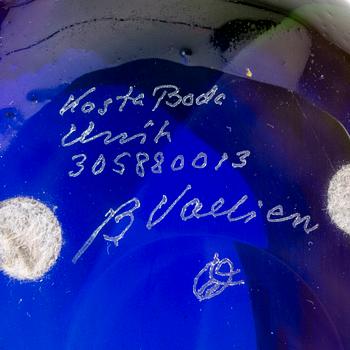 Kosta Boda
Unik
305880013
B Vallien